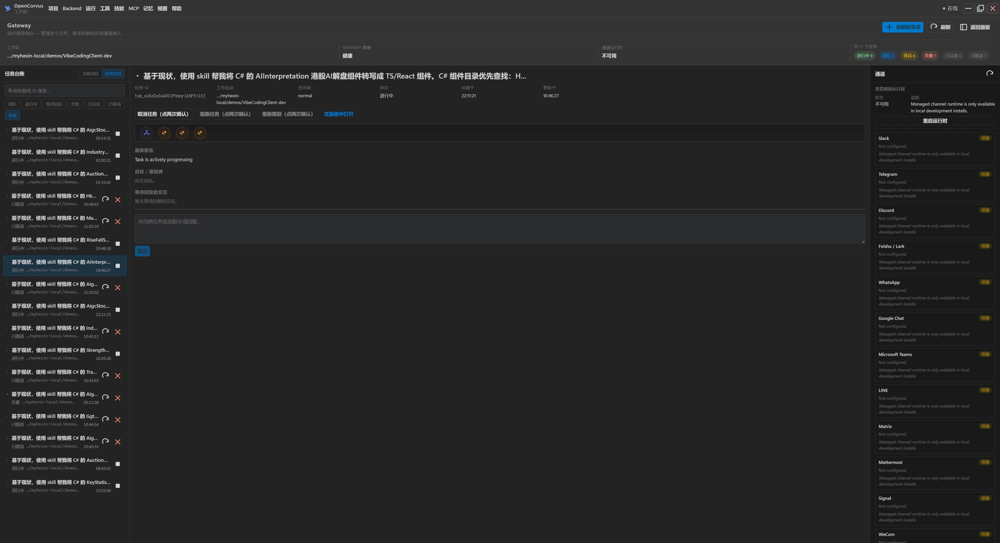 OpenCorvus
工作区
项目 Backend 运行 工具 技能 MCP 记忆 视图 帮助
在线
Gateway
操作面控制台 — 管理多个任务、需求拆解和外部通道接入
拆解新需求 刷新 返回面板
工作区
.../myhexin-local/demos/VibeCodingClient-dev
GATEWAY 健康
健康
通道运行时
不可用
共 17 个任务
进行中 9 排队 0 等待 0 失败 1 已完成 0 已取消 7
任务台账
当前项目 所有项目
按标题或 ID 搜索...
排队 进行中 等待回应 失败 已完成 已取消
全部
基于现状，使用 skill 帮我将 C# 的 AigcStoc...
进行中 .../myhexin-local/demos... 00:14:32
基于现状，使用 skill 帮我将 C# 的 Industry...
进行中 .../myhexin-local/demos... 02:00:21
基于现状，使用 skill 帮我将 C# 的 Auction...
进行中 .../myhexin-local/demos... 01:33:42
基于现状，使用 skill 帮我将 C# 的 Hk...
已取消 .../myhexin-local/demos... 10:49:45
基于现状，使用 skill 帮我将 C# 的 Ma...
已取消 .../myhexin-local/demos... 11:05:10
基于现状，使用 skill 帮我将 C# 的 RiseFallS...
进行中 .../myhexin-local/demos... 10:48:19
基于现状，使用 skill 帮我将 C# 的 AIInterpr...
进行中 .../myhexin-local/demos... 10:46:27
基于现状，使用 skill 帮我将 C# 的 Aig...
已取消 .../myhexin-local/demos... 11:03:02
基于现状，使用 skill 帮我将 C# 的 AigcStoc...
进行中 .../myhexin-local/demos... 22:11:25
基于现状，使用 skill 帮我将 C# 的 Ind...
已取消 .../myhexin-local/demos... 10:45:11
基于现状，使用 skill 帮我将 C# 的 Strength...
进行中 .../myhexin-local/demos... 10:45:28
基于现状，使用 skill 帮我将 C# 的 Tra...
已取消 .../myhexin-local/demos... 10:43:03
基于现状，使用 skill 帮我将 C# 的 Aig...
失败 .../myhexin-local/demos... 05:11:28
基于现状，使用 skill 帮我将 C# 的 Ggt...
已取消 .../myhexin-local/demos... 10:44:54
基于现状，使用 skill 帮我将 C# 的 Aig...
已取消 .../myhexin-local/demos... 10:45:31
基于现状，使用 skill 帮我将 C# 的 Auction...
进行中 .../myhexin-local/demos... 09:43:42
基于现状，使用 skill 帮我将 C# 的 KeyStatis...
进行中 .../myhexin-local/demos... 23:03:59
基于现状，使用 skill 帮我将 C# 的 AIInterpretation 港股AI解盘组件转写成 TS/React 组件。C# 组件目录优先查找：H...
任务 ID 工作目录 优先级 状态 创建于 更新于
tsk_e26d3e5a4001F9snr1k8PYc1SJ .../myhexin- normal 进行中 22:11:21 10:46:27
local/demos/VibeCodingClient-dev
取消任务（点两次确认） 重跑任务（点两次确认） 重新规划（点两次确认） 在面板中打开
最新报告
Task is actively progressing
目标 / 里程碑
尚无目标。
等待回复的交互
暂无等待回复的交互。
向当前任务追加指令或回复...
发送
通道
受管通道运行时
状态 说明
不可用 Managed channel runtime is only available
in local development installs.
重启运行时
Slack 可用
Not configured
Managed channel runtime is only available in local
development installs.
Telegram 可用
Not configured
Managed channel runtime is only available in local
development installs.
Discord 可用
Not configured
Managed channel runtime is only available in local
development installs.
Feishu / Lark 可用
Not configured
Managed channel runtime is only available in local
development installs.
WhatsApp 可用
Not configured
Managed channel runtime is only available in local
development installs.
Google Chat 可用
Not configured
Managed channel runtime is only available in local
development installs.
Microsoft Teams 可用
Not configured
Managed channel runtime is only available in local
development installs.
LINE 可用
Not configured
Managed channel runtime is only available in local
development installs.
Matrix 可用
Not configured
Managed channel runtime is only available in local
development installs.
Mattermost 可用
Not configured
Managed channel runtime is only available in local
development installs.
Signal 可用
Not configured
Managed channel runtime is only available in local
development installs.
WeCom 可用
Not configured